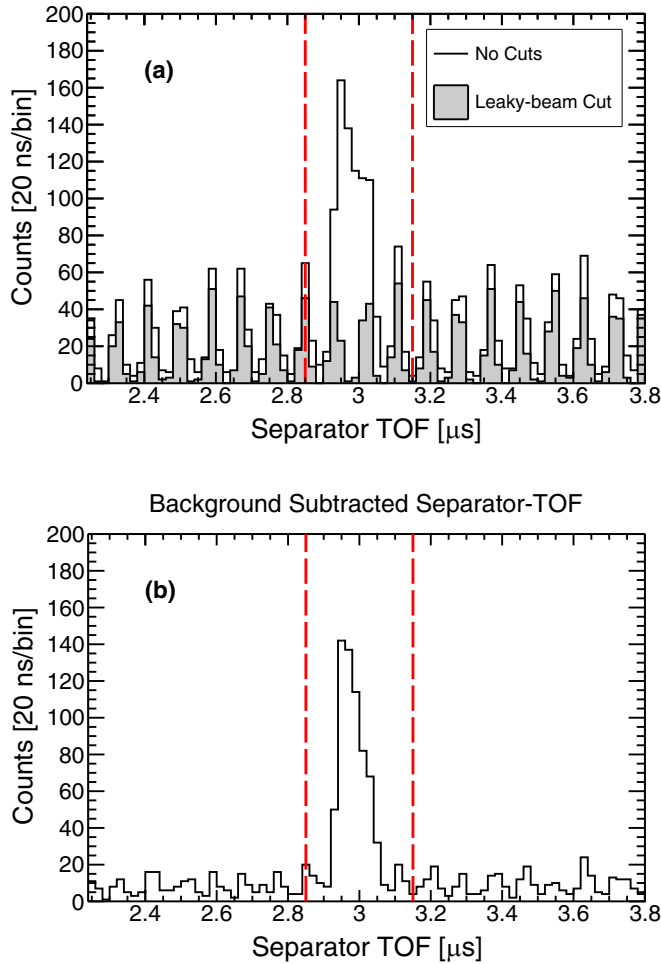 200
180
160
140
120
100
80
60
40
20
0
Counts [20 ns/bin]
(a)
No Cuts
Leaky-beam Cut
2.4 2.6 2.8 3 3.2 3.4 3.6 3.8
Separator TOF [μs]
Background Subtracted Separator-TOF
200
180
160
140
120
100
80
60
40
20
0
Counts [20 ns/bin]
(b)
2.4 2.6 2.8 3 3.2 3.4 3.6 3.8
Separator TOF [μs]